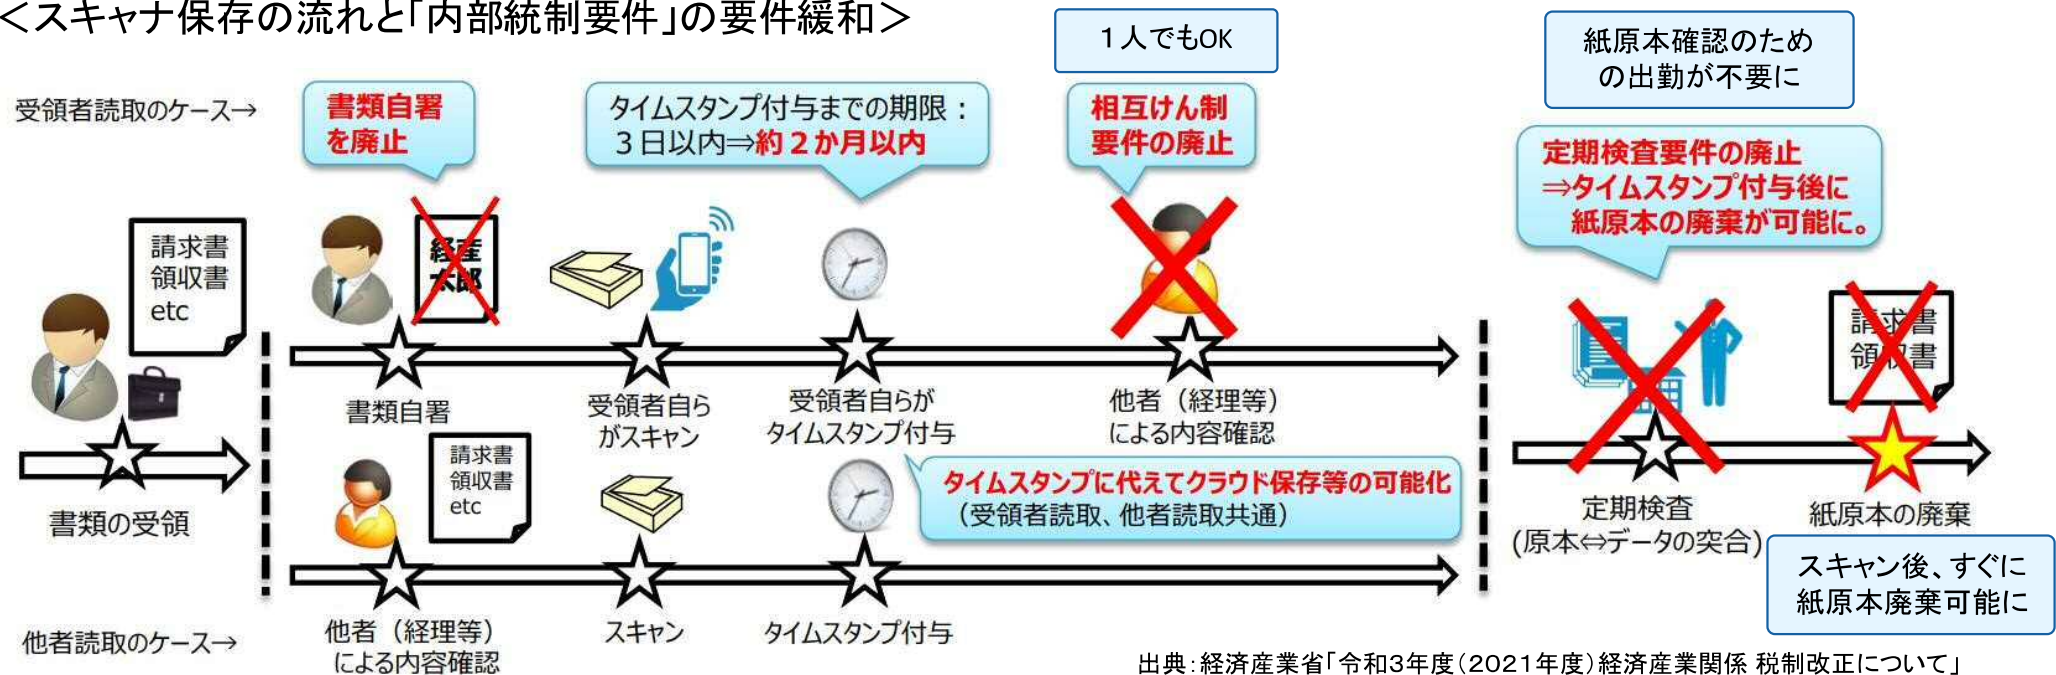 ＜スキャナ保存の流れと「内部統制要件」の要件緩和＞
１人でもOK
紙原本確認のため
の出勤が不要に
受領者読取のケース→
書類自署
を廃止
タイムスタンプ付与までの期限：
３日以内⇒約２か月以内
相互けん制
要件の廃止
定期検査要件の廃止
⇒タイムスタンプ付与後に
紙原本の廃棄が可能に。
請求書
領収書
etc
経産
太郎
請求書
領収書
書類自署
受領者自ら
がスキャン
受領者自らが
タイムスタンプ付与
他者（経理等）
による内容確認
請求書
領収書
etc
タイムスタンプに代えてクラウド保存等の可能化
（受領者読取、他者読取共通）
書類の受領
定期検査
(原本⇔データの突合)
紙原本の廃棄
スキャン後、すぐに
紙原本廃棄可能に
他者読取のケース→
他者（経理等）
による内容確認
スキャン
タイムスタンプ付与
出典：経済産業省「令和３年度（２０２１年度）経済産業関係 税制改正について」